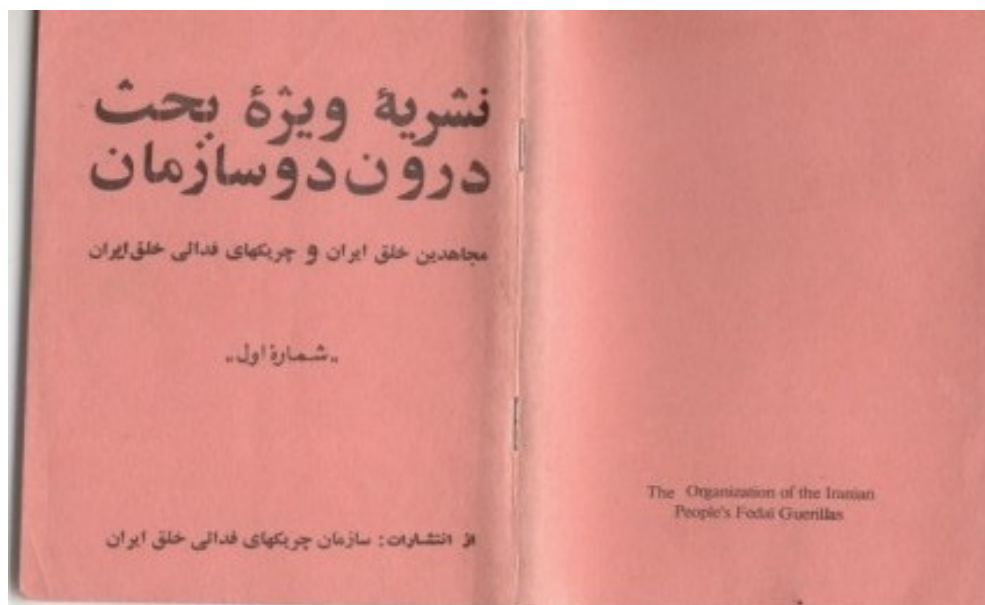 نشریهٔ ویژهٔ بحث
درون دو سازمان
مجاهدین خلق ایران و چریکهای فدائی خلق ایران
„شمارهٔ اول„
از انتشارات: سازمان چریکهای فدائی خلق ایران
The Organization of the Iranian
People's Fedai Guerillas